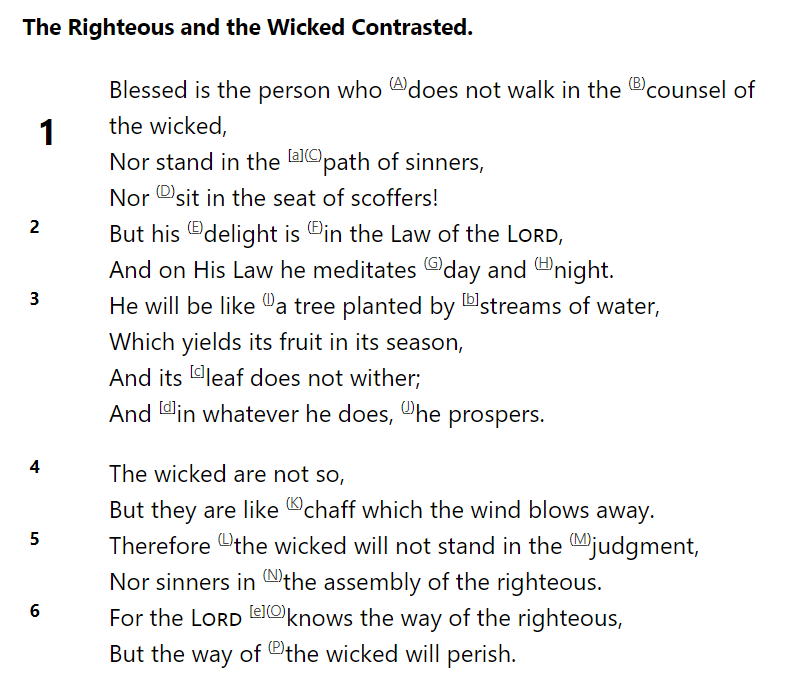 The Righteous and the Wicked Contrasted.
Blessed is the person who (A)does not walk in the (B)counsel of
1 the wicked,
Nor stand in the [a](C)path of sinners,
Nor (D)sit in the seat of scoffers!
2 But his (E)delight is (F)in the Law of the LORD,
And on His Law he meditates (G)day and (H)night.
3 He will be like (I)a tree planted by [b]streams of water,
Which yields its fruit in its season,
And its [c]leaf does not wither;
And [d]in whatever he does, (J)he prospers.
4 The wicked are not so,
But they are like (K)chaff which the wind blows away.
5 Therefore (L)the wicked will not stand in the (M)judgment,
Nor sinners in (N)the assembly of the righteous.
6 For the LORD [e](O)knows the way of the righteous,
But the way of (P)the wicked will perish.